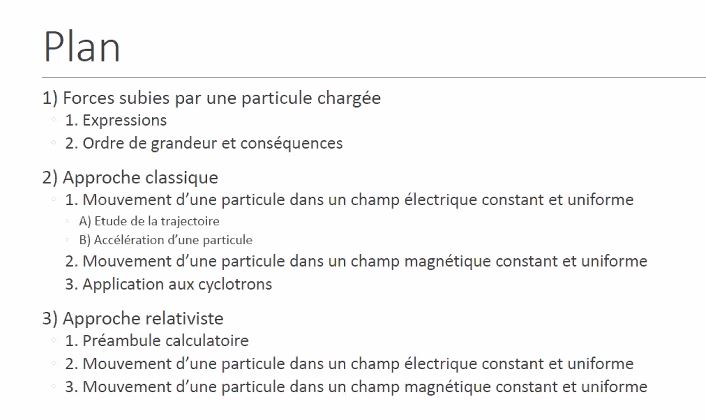 Plan
1) Forces subies par une particule chargée
1. Expressions
2. Ordre de grandeur et conséquences
2) Approche classique
1. Mouvement d’une particule dans un champ électrique constant et uniforme
A) Etude de la trajectoire
B) Accélération d’une particule
2. Mouvement d’une particule dans un champ magnétique constant et uniforme
3. Application aux cyclotrons
3) Approche relativiste
1. Préambule calculatoire
2. Mouvement d’une particule dans un champ électrique constant et uniforme
3. Mouvement d’une particule dans un champ magnétique constant et uniforme